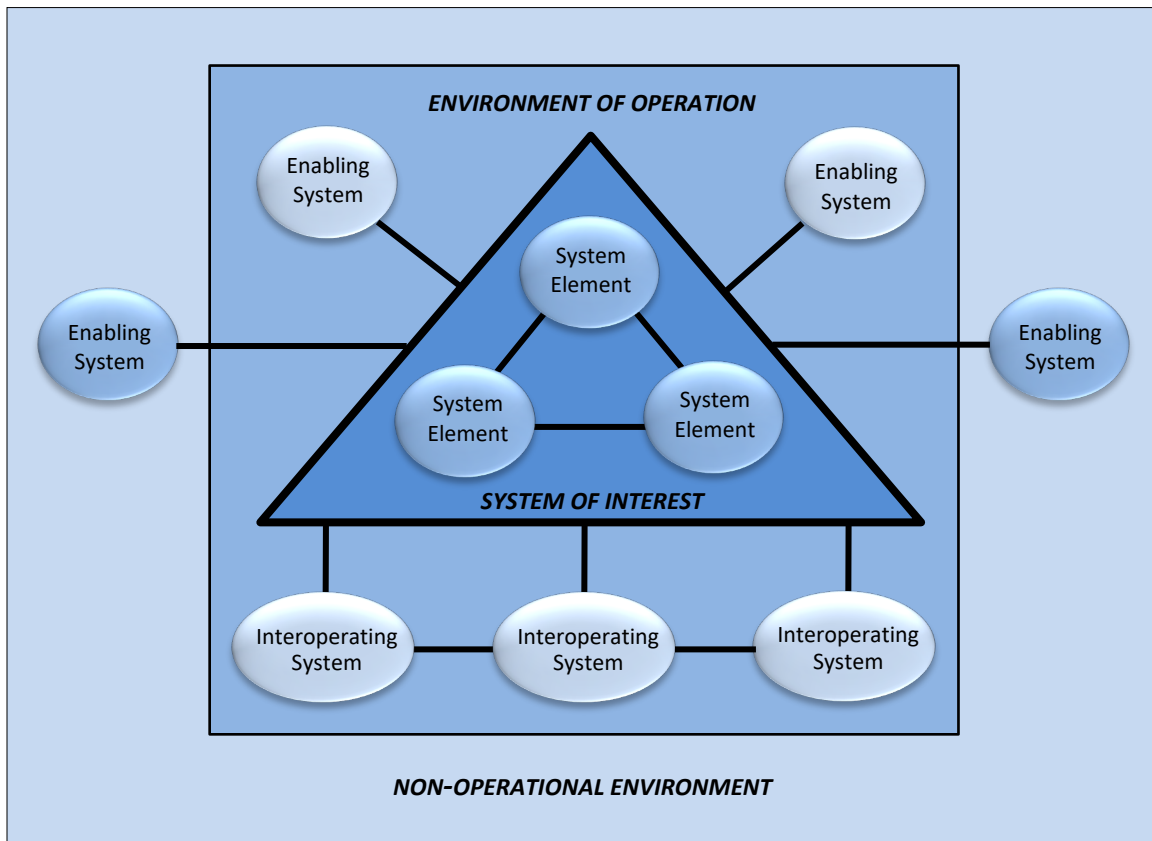 ENVIRONMENT OF OPERATION
Enabling
System
Enabling
System
System
Element
Enabling
System
Enabling
System
System
Element
System
Element
SYSTEM OF INTEREST
Interoperating
System
Interoperating
System
Interoperating
System
NON-OPERATIONAL ENVIRONMENT